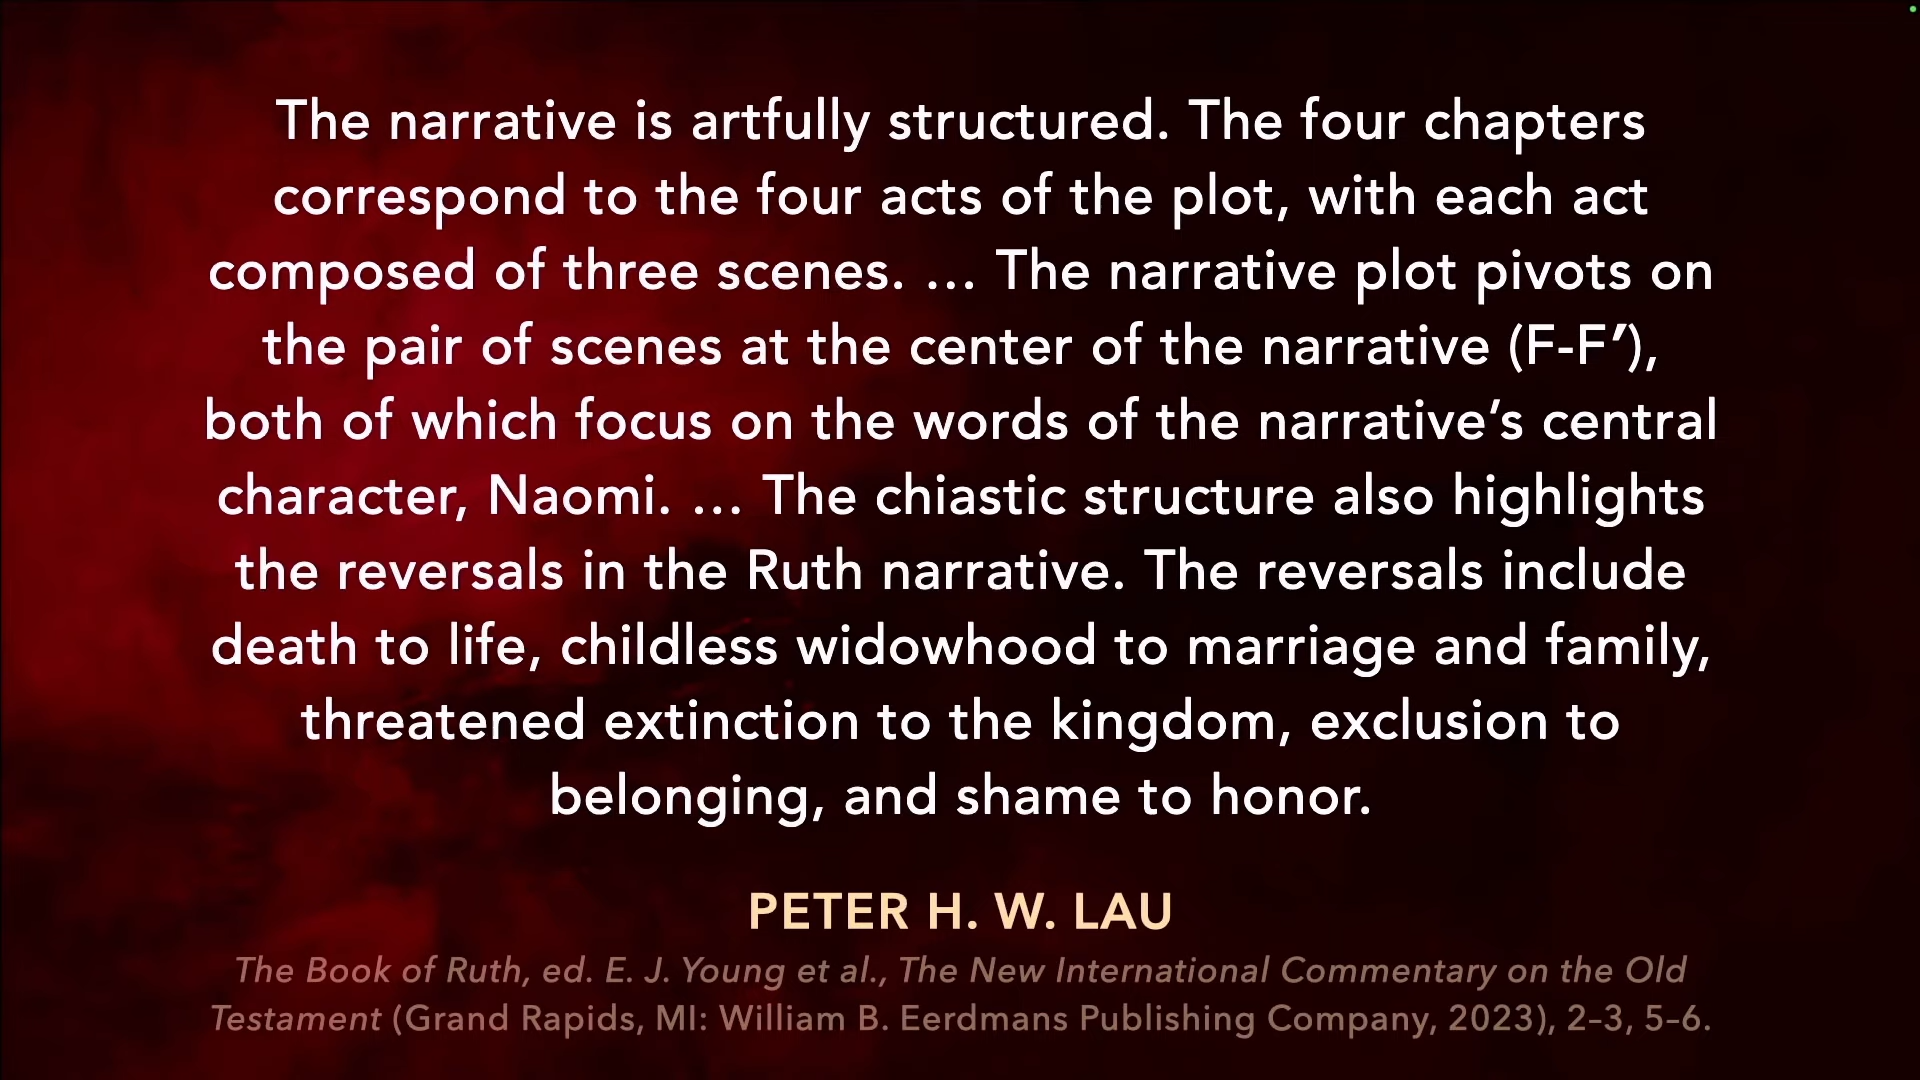 The narrative is artfully structured. The four chapters
correspond to the four acts of the plot, with each act
composed of three scenes. … The narrative plot pivots on
the pair of scenes at the center of the narrative (F-F′),
both of which focus on the words of the narrative’s central
character, Naomi. … The chiastic structure also highlights
the reversals in the Ruth narrative. The reversals include
death to life, childless widowhood to marriage and family,
threatened extinction to the kingdom, exclusion to
belonging, and shame to honor.
PETER H. W. LAU
The Book of Ruth, ed. E. J. Young et al., The New International Commentary on the Old
Testament (Grand Rapids, MI: William B. Eerdmans Publishing Company, 2023), 2–3, 5–6.